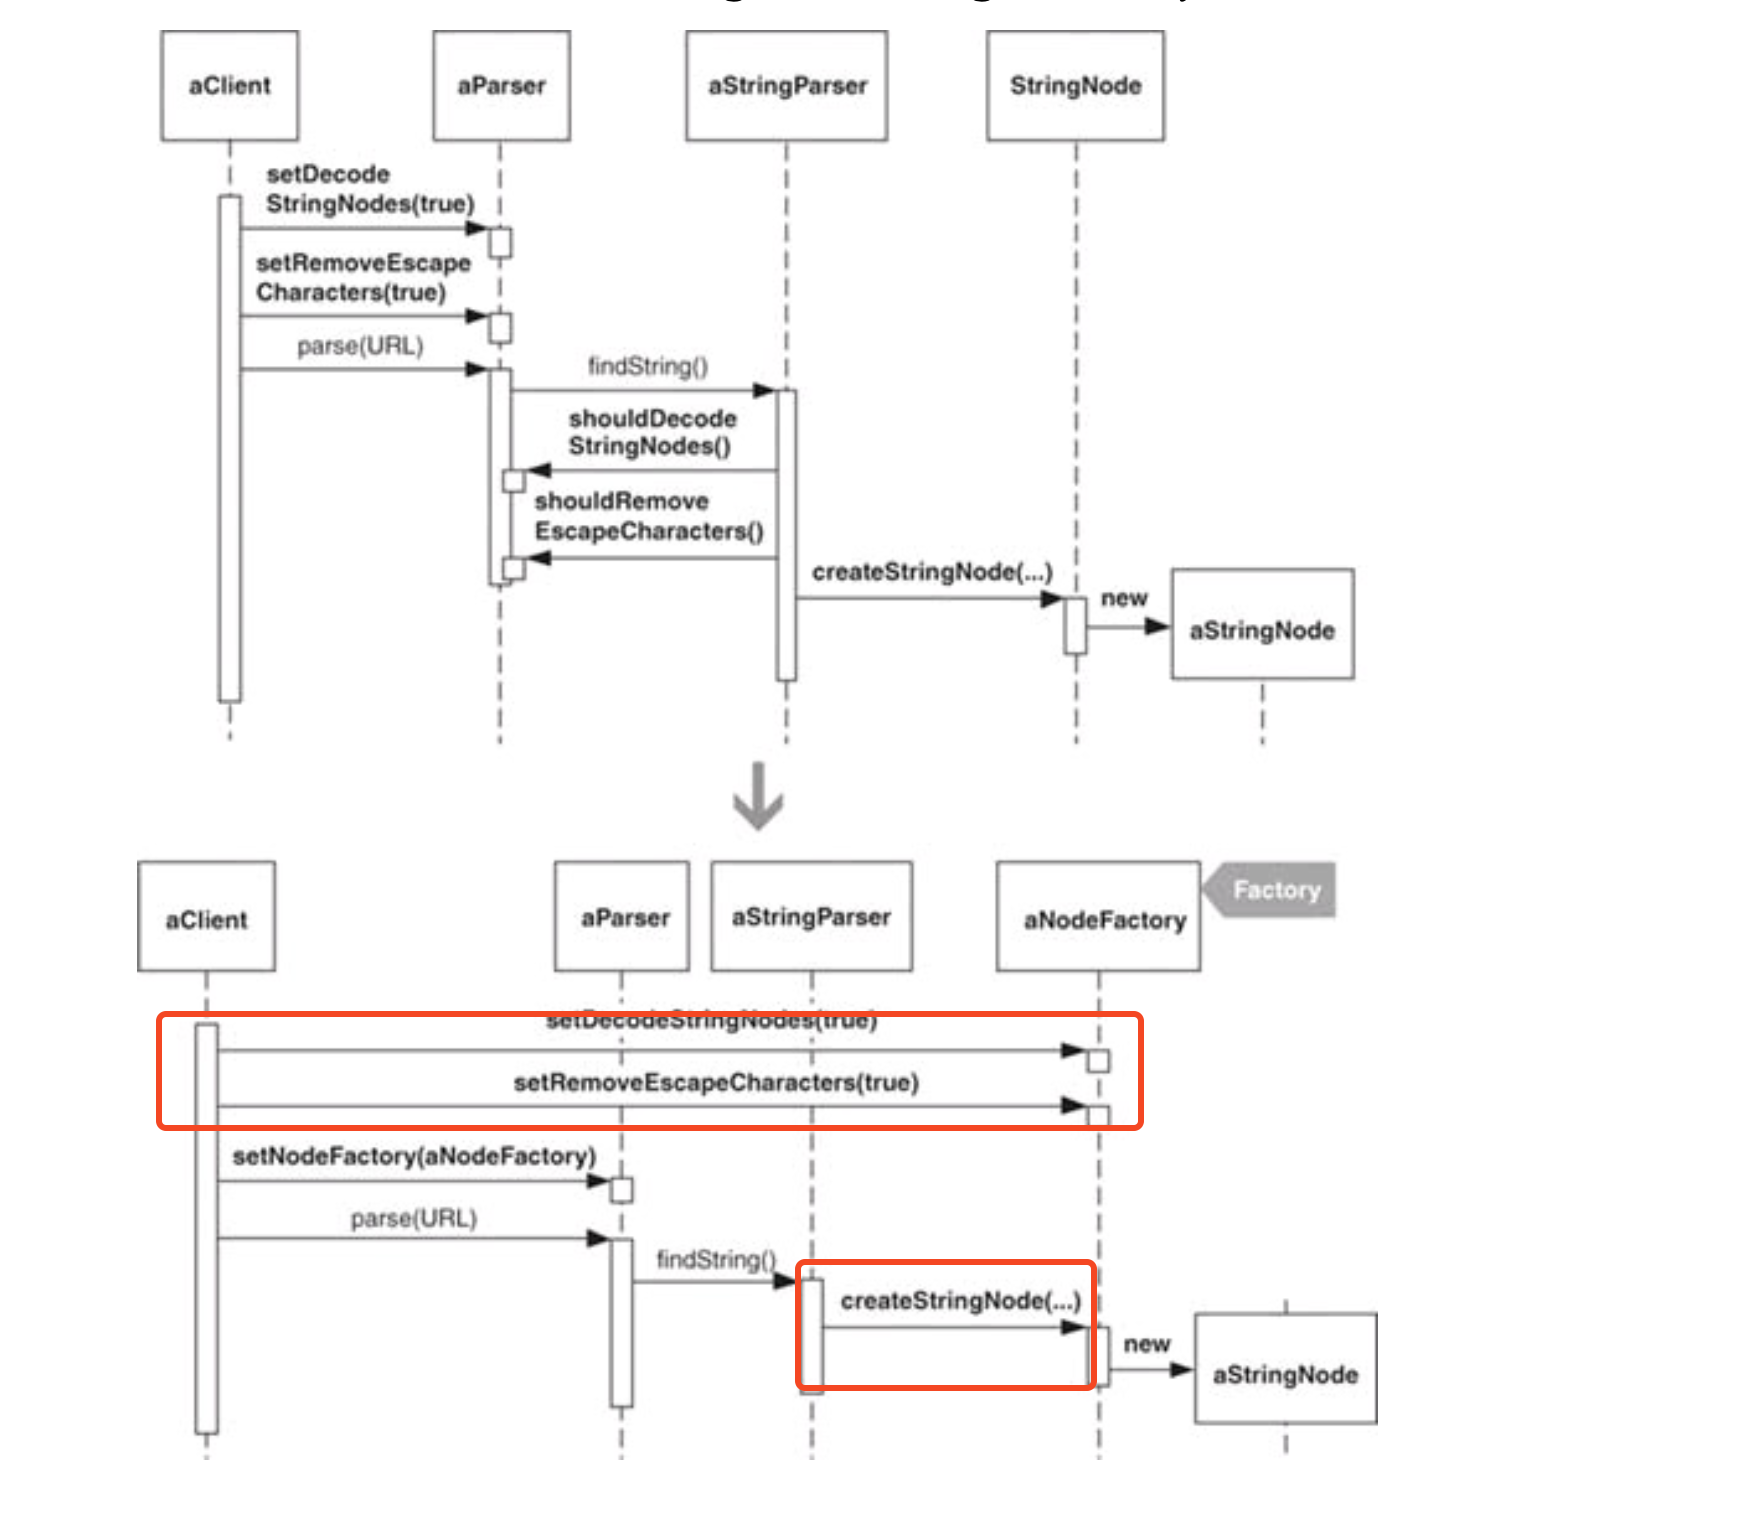 aClient
aParser
aStringParser
StringNode
setDecode
StringNodes(true)
setRemoveEscape
Characters(true)
parse(URL)
findString()
shouldDecode
StringNodes()
shouldRemove
EscapeCharacters()
createStringNode(...)
new
aStringNode
aClient
aParser
aStringParser
aNodeFactory
Factory
setDecodeStringNodes(true)
setRemoveEscapeCharacters(true)
setNodeFactory(aNodeFactory)
parse(URL)
findString()
createStringNode(...)
new
aStringNode